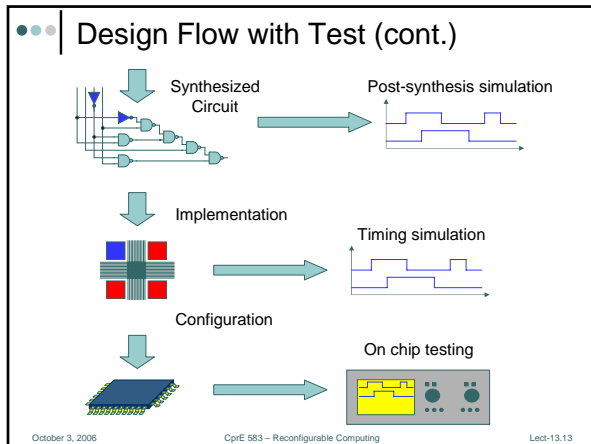 Design Flow with Test (cont.)
Synthesized
Circuit
Post-synthesis simulation
Implementation
Timing simulation
Configuration
On chip testing
October 3, 2006
CprE 583 – Reconfigurable Computing
Lect-13.13